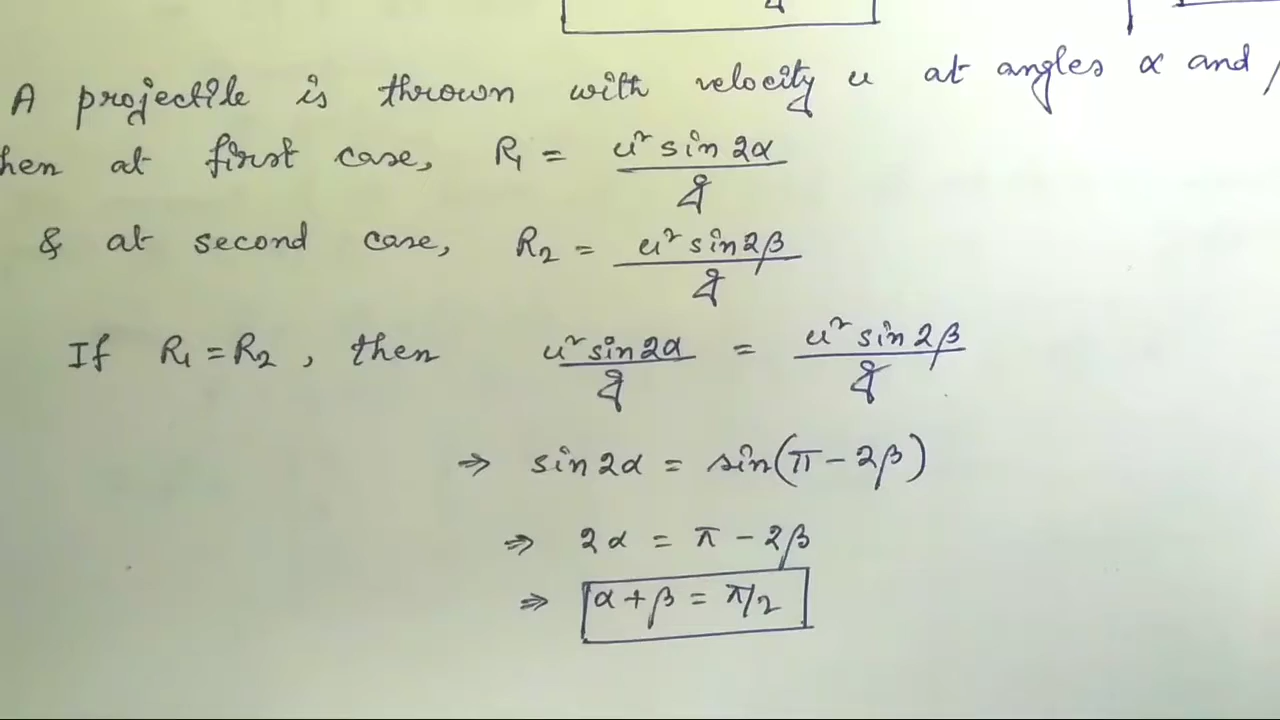 A projectile is thrown with velocity u at angles α and
hen at first case, R₁ = u² sin 2α / g
& at second case, R₂ = u² sin 2β / g
If R₁ = R₂ , then u² sin 2α / g = u² sin 2β / g
⇒ sin 2α = sin(π − 2β)
⇒ 2α = π − 2β
⇒ α + β = π/2